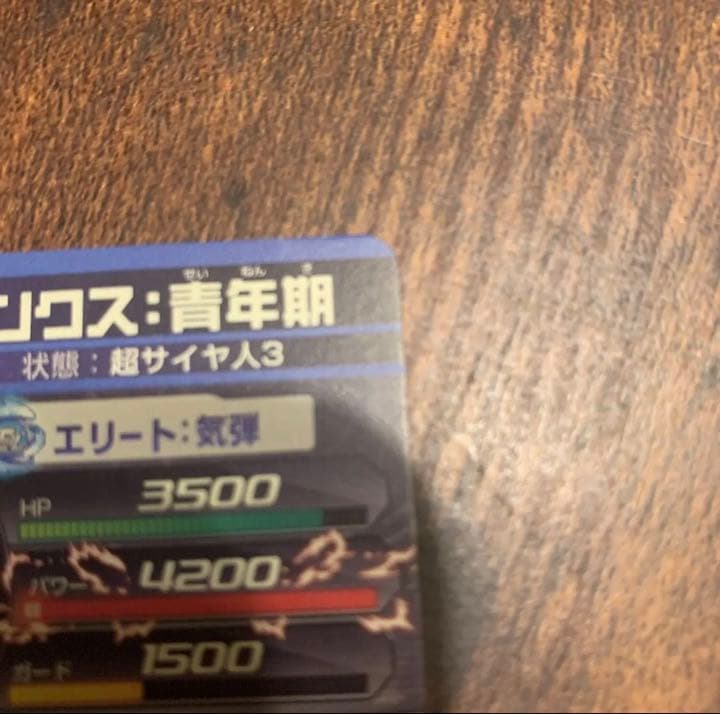 せい ねん き
ンクス:青年期
状態:超サイヤ人3
エリート:気弾
HP 3500
パワー 4200
ガード 1500